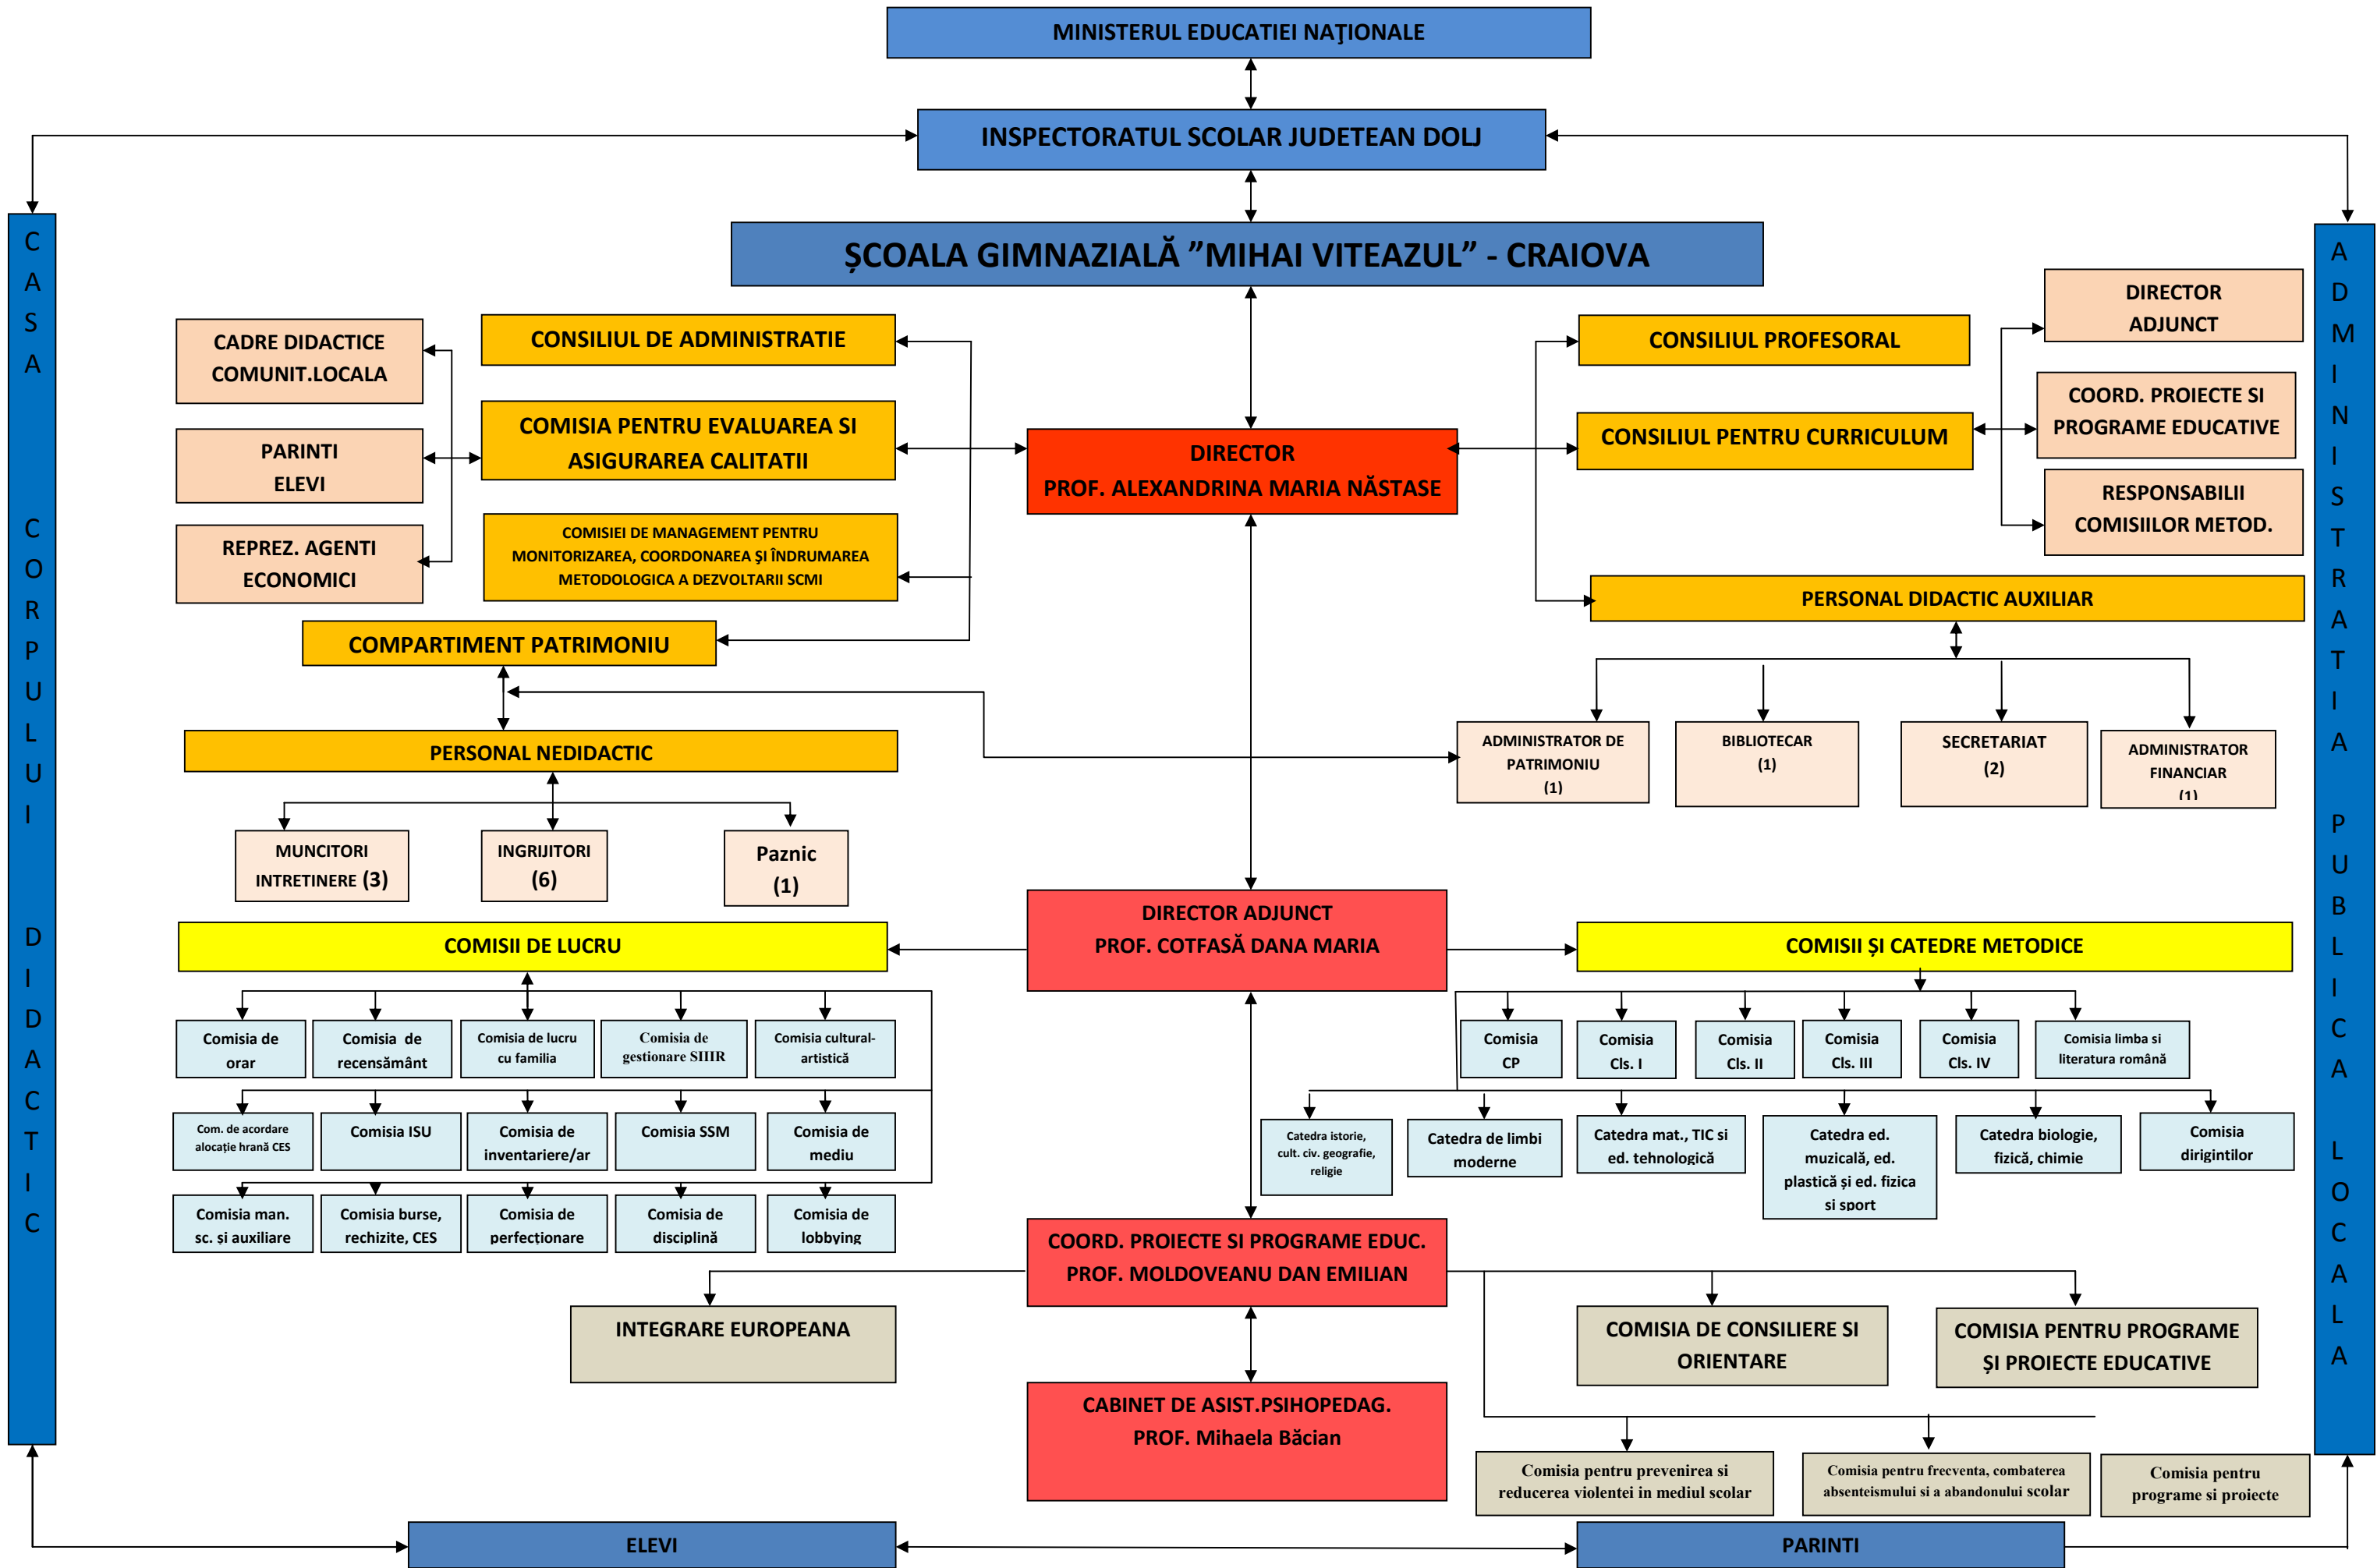 MINISTERUL EDUCATIEI NAŢIONALE
INSPECTORATUL SCOLAR JUDETEAN DOLJ
ȘCOALA GIMNAZIALĂ ”MIHAI VITEAZUL” - CRAIOVA
CASA CORPULUI DIDACTIC
ADMINISTRATIA PUBLICA LOCALA
CADRE DIDACTICE
COMUNIT.LOCALA
PARINTI
ELEVI
REPREZ. AGENTI
ECONOMICI
CONSILIUL DE ADMINISTRATIE
COMISIA PENTRU EVALUAREA SI
ASIGURAREA CALITATII
COMISIEI DE MANAGEMENT PENTRU
MONITORIZAREA, COORDONAREA ŞI ÎNDRUMAREA
METODOLOGICA A DEZVOLTARII SCMI
COMPARTIMENT PATRIMONIU
DIRECTOR
PROF. ALEXANDRINA MARIA NĂSTASE
CONSILIUL PROFESORAL
CONSILIUL PENTRU CURRICULUM
DIRECTOR
ADJUNCT
COORD. PROIECTE SI
PROGRAME EDUCATIVE
RESPONSABILII
COMISIILOR METOD.
PERSONAL DIDACTIC AUXILIAR
PERSONAL NEDIDACTIC
ADMINISTRATOR DE
PATRIMONIU
(1)
BIBLIOTECAR
(1)
SECRETARIAT
(2)
ADMINISTRATOR
FINANCIAR
(1)
MUNCITORI
INTRETINERE (3)
INGRIJITORI
(6)
Paznic
(1)
DIRECTOR ADJUNCT
PROF. COTFASĂ DANA MARIA
COMISII DE LUCRU
COMISII ȘI CATEDRE METODICE
Comisia de
orar
Comisia de
recensământ
Comisia de lucru
cu familia
Comisia de
gestionare SIIIR
Comisia cultural-
artistică
Comisia
CP
Comisia
Cls. I
Comisia
Cls. II
Comisia
Cls. III
Comisia
Cls. IV
Comisia limba si
literatura română
Com. de acordare
alocație hrană CES
Comisia ISU
Comisia de
inventariere/ar
Comisia SSM
Comisia de
mediu
Catedra istorie,
cult. civ. geografie,
religie
Catedra de limbi
moderne
Catedra mat., TIC si
ed. tehnologică
Catedra ed.
muzicală, ed.
plastică și ed. fizica
si sport
Catedra biologie,
fizică, chimie
Comisia
dirigintilor
Comisia man.
sc. și auxiliare
Comisia burse,
rechizite, CES
Comisia de
perfecționare
Comisia de
disciplină
Comisia de
lobbying
COORD. PROIECTE SI PROGRAME EDUC.
PROF. MOLDOVEANU DAN EMILIAN
INTEGRARE EUROPEANA
COMISIA DE CONSILIERE SI
ORIENTARE
COMISIA PENTRU PROGRAME
ȘI PROIECTE EDUCATIVE
CABINET DE ASIST.PSIHOPEDAG.
PROF. Mihaela Băcian
Comisia pentru prevenirea si
reducerea violentei in mediul scolar
Comisia pentru frecventa, combaterea
absenteismului si a abandonului scolar
Comisia pentru
programe si proiecte
ELEVI
PARINTI